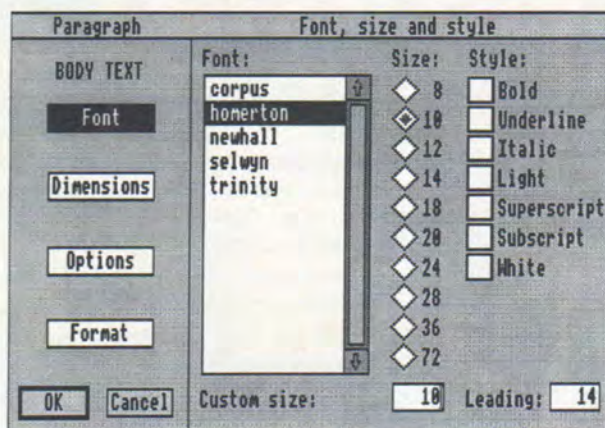 Paragraph
Font, size and style
BODY TEXT
Font
Dimensions
Options
Format
OK
Cancel
Font:
corpus
homerton
newhall
selwyn
trinity
Size:
8
10
12
14
18
20
24
28
36
72
Style:
Bold
Underline
Italic
Light
Superscript
Subscript
White
Custom size:
10
Leading:
14